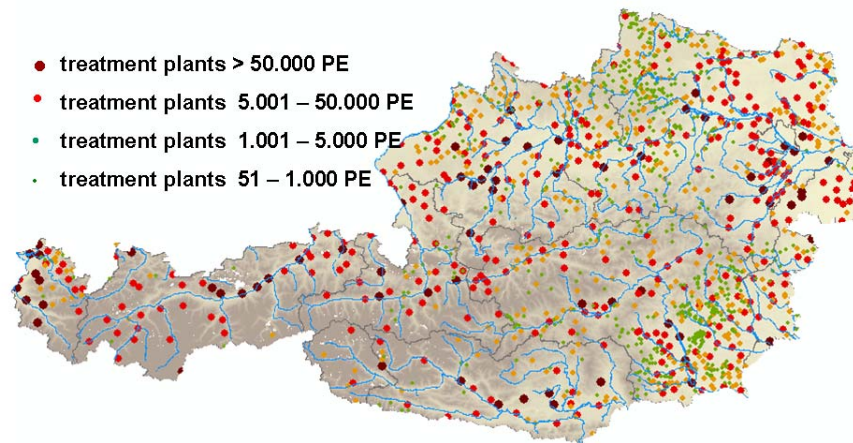 treatment plants > 50.000 PE
treatment plants 5.001 – 50.000 PE
treatment plants 1.001 – 5.000 PE
treatment plants 51 – 1.000 PE